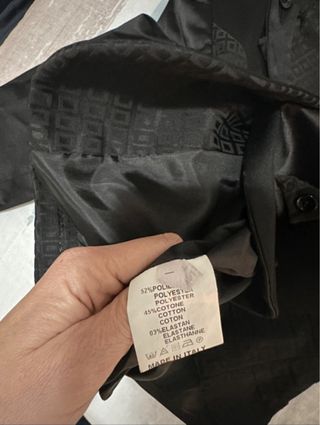 52%POLI
POLYESTER
POLYESTER
45%COTONE
COTTON
COTON
03%ELASTAN
ELASTANE
ELASTHANNE
MADE IN ITALY